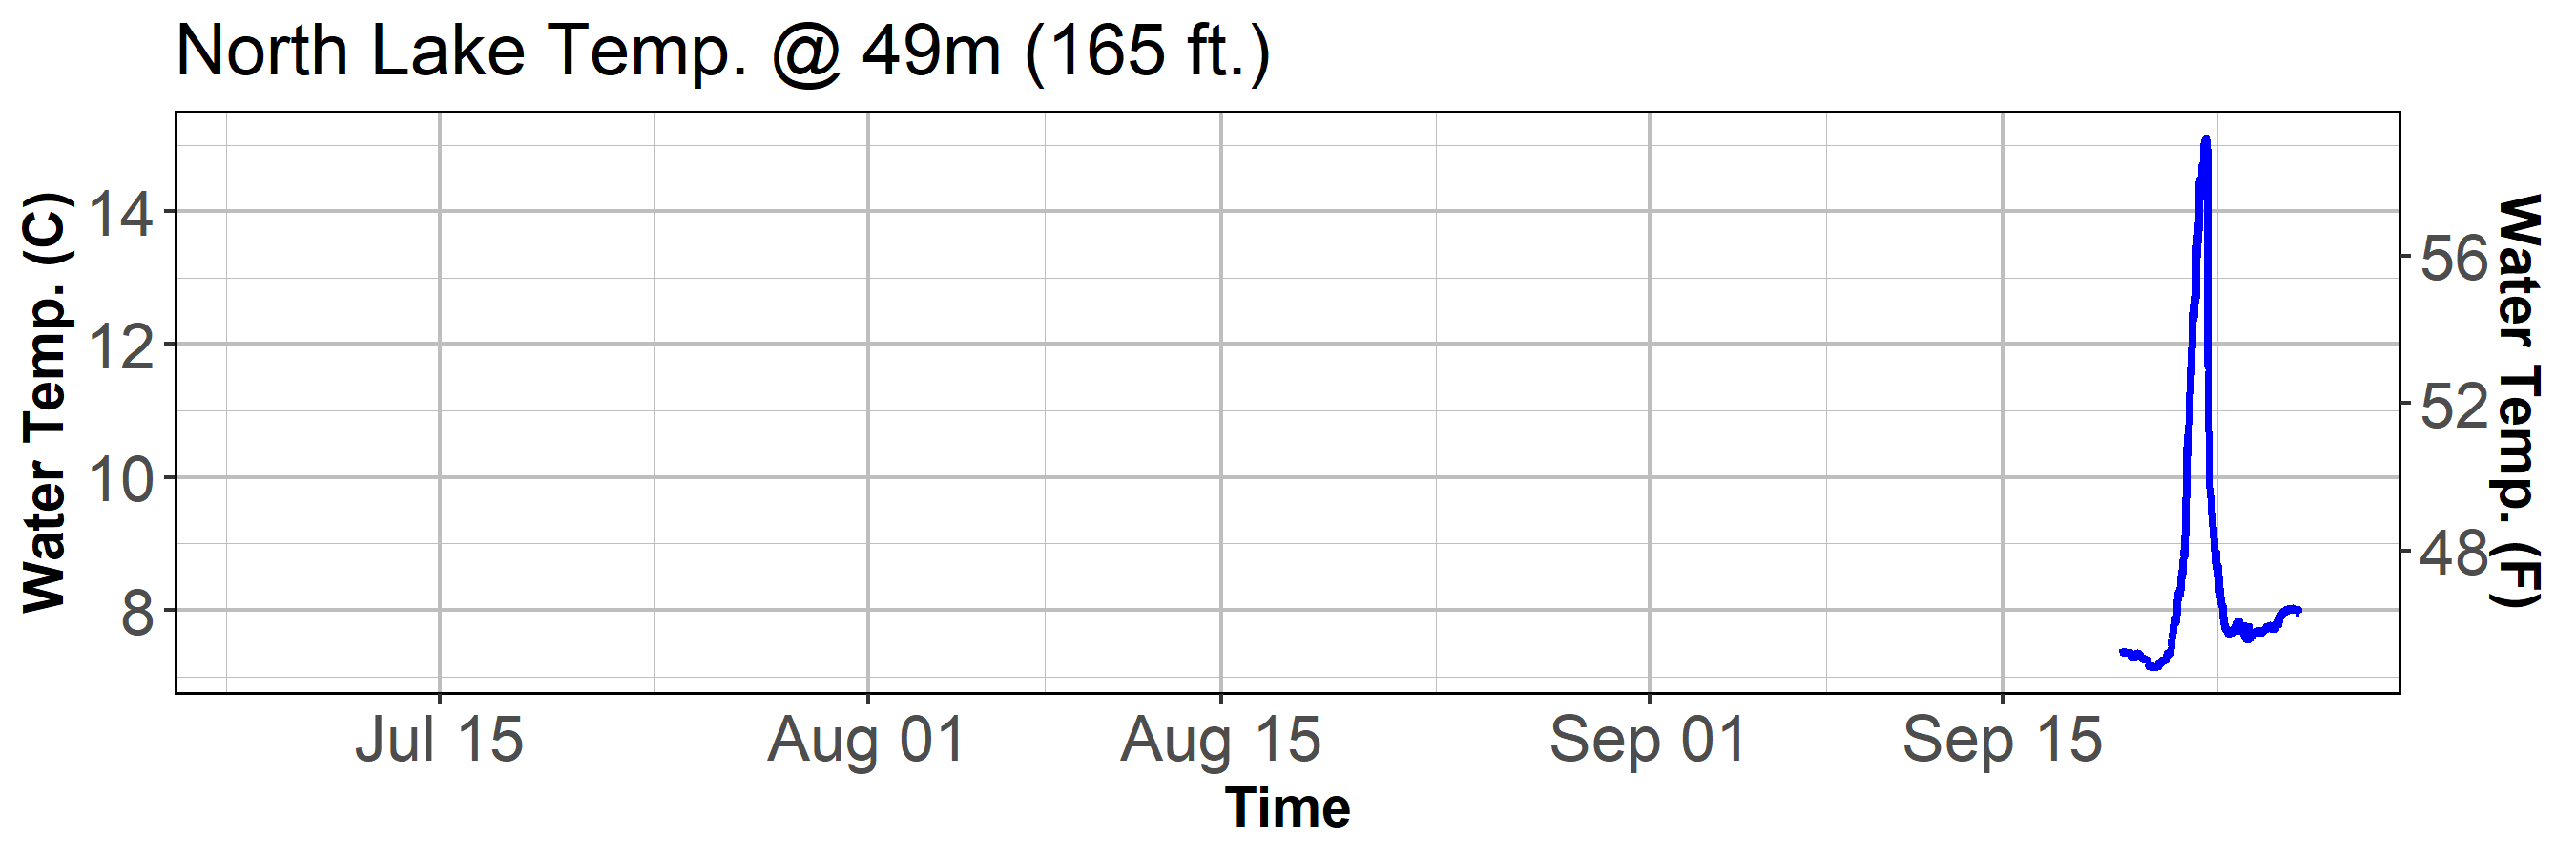 North Lake Temp. @ 49m (165 ft.)
Water Temp. (C)
14
12
10
8
56
52
48
Water Temp. (F)
Jul 15 Aug 01 Aug 15 Sep 01 Sep 15
Time